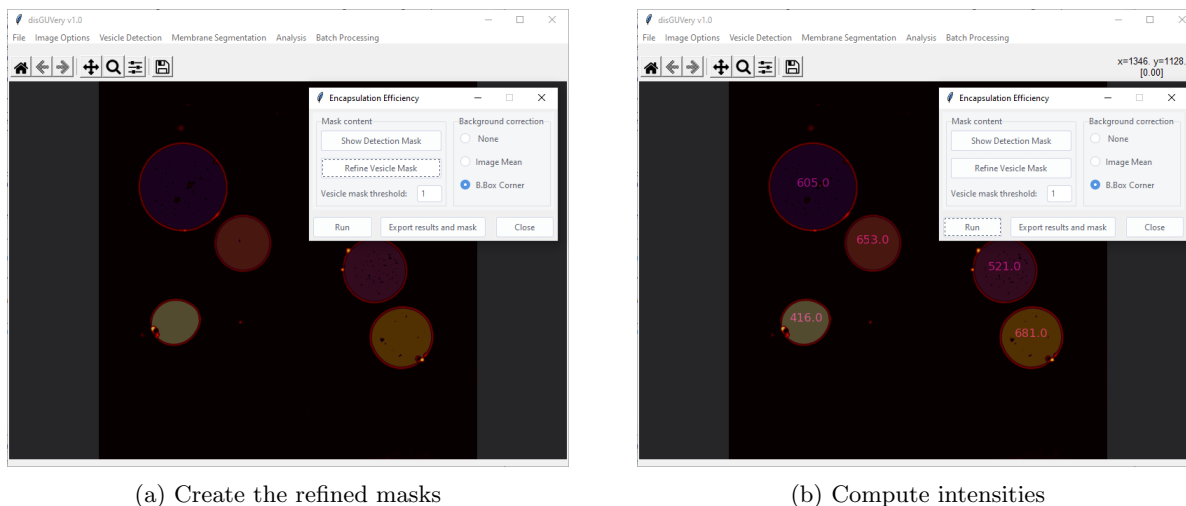 disGUVery v1.0
File Image Options Vesicle Detection Membrane Segmentation Analysis Batch Processing
Encapsulation Efficiency
Mask content
Show Detection Mask
Refine Vesicle Mask
Vesicle mask threshold: 1
Background correction
None
Image Mean
B.Box Corner
Run Export results and mask Close
(a) Create the refined masks
disGUVery v1.0
File Image Options Vesicle Detection Membrane Segmentation Analysis Batch Processing
x=1346. y=1128.
[0.00]
Encapsulation Efficiency
Mask content
Show Detection Mask
Refine Vesicle Mask
Vesicle mask threshold: 1
Background correction
None
Image Mean
B.Box Corner
Run Export results and mask Close
605.0
653.0
521.0
416.0
681.0
(b) Compute intensities